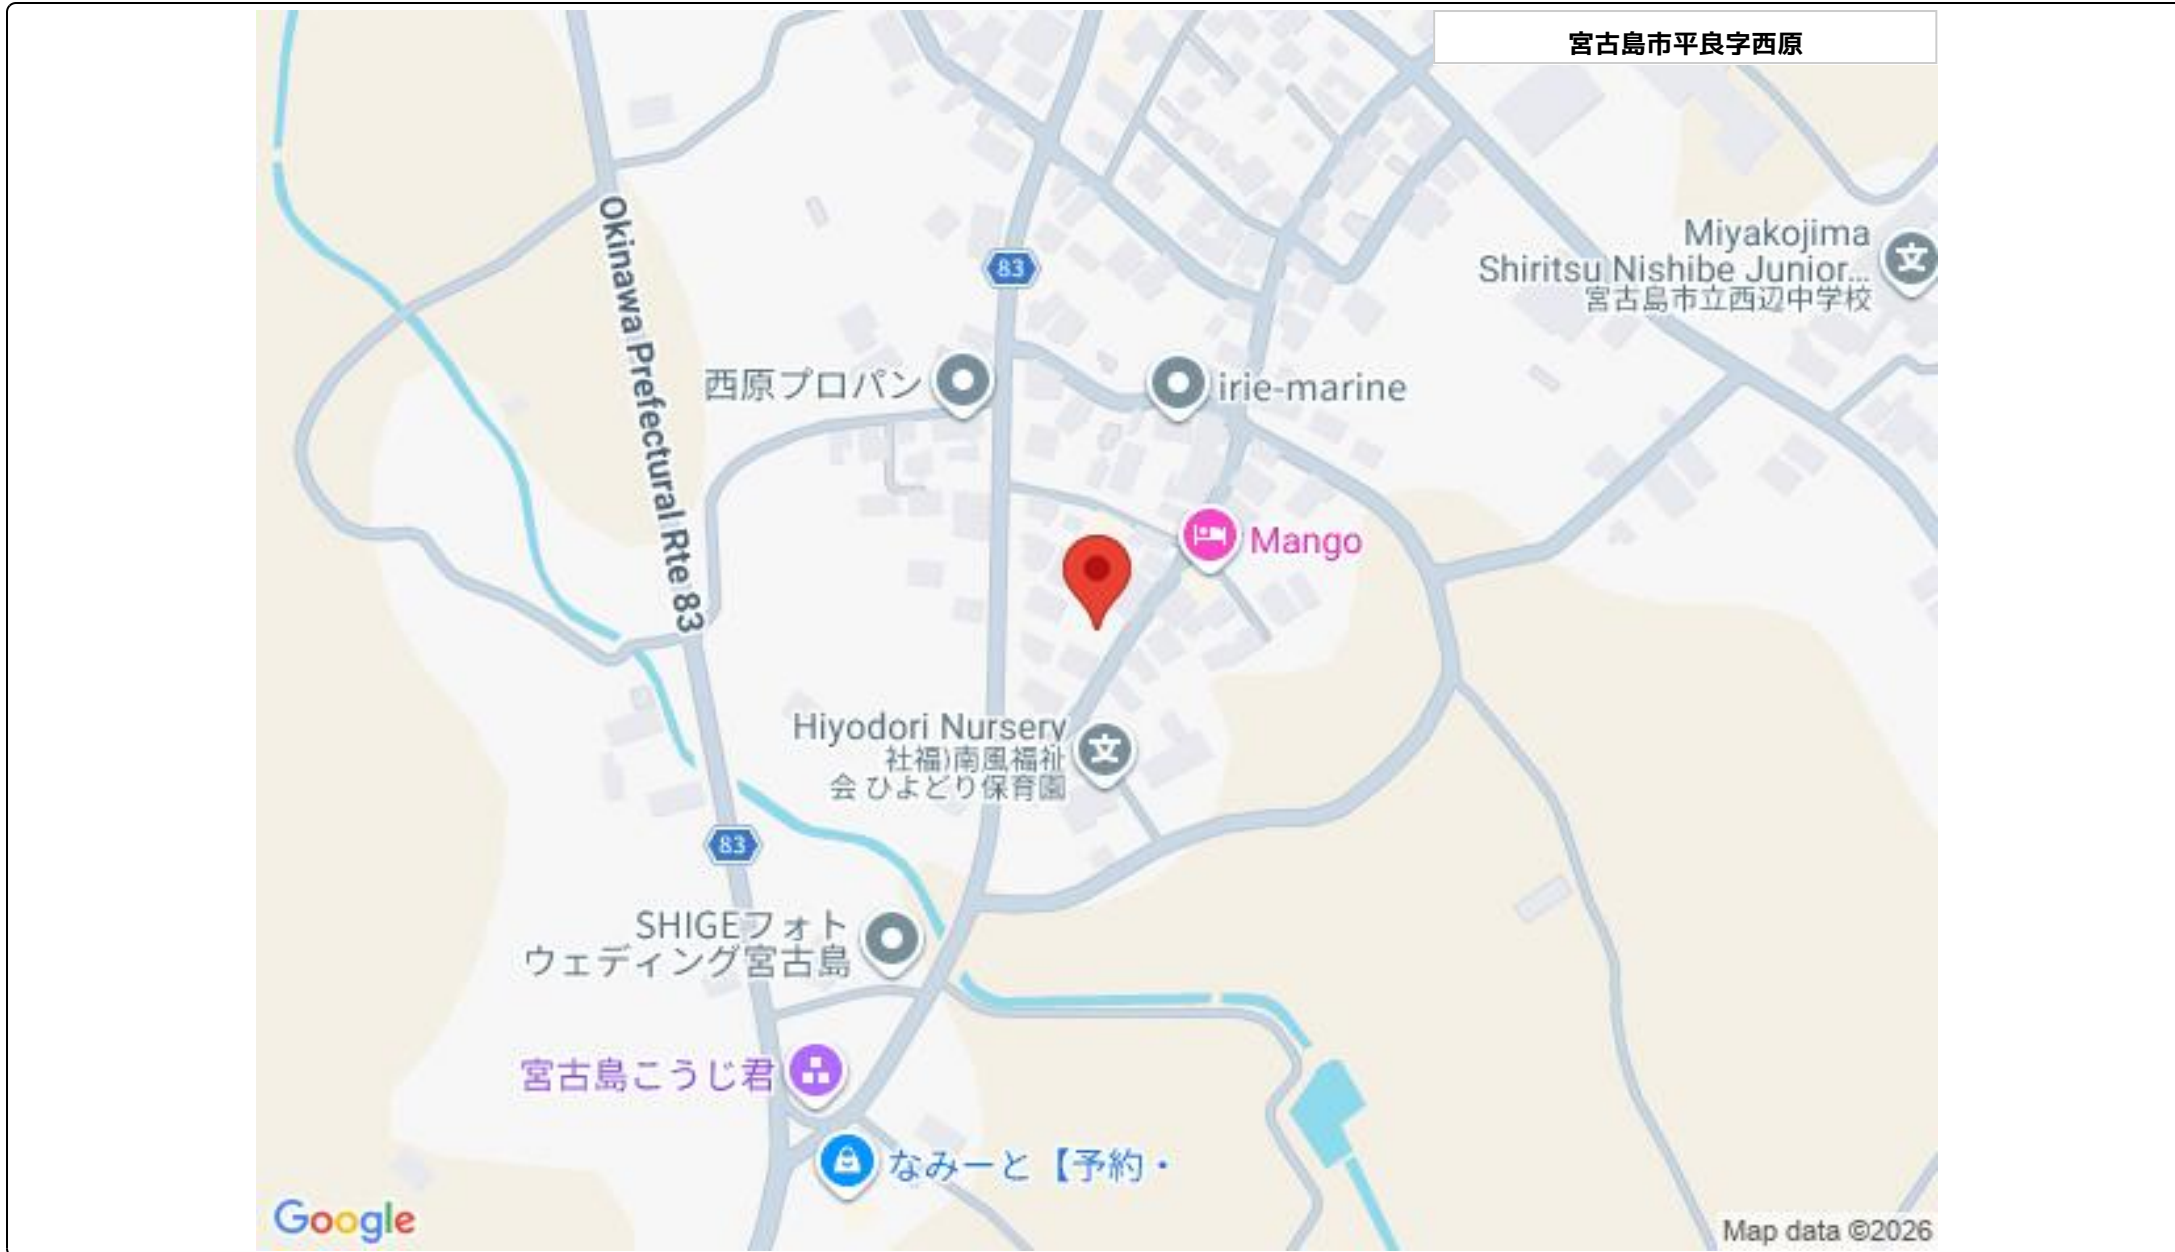 宮古島市平良字西原
Okinawa Prefectural Rte 83
83
Miyakojima
Shiritsu Nishibe Junior...
宮古島市立西辺中学校
西原プロパン
irie-marine
Mango
Hiyodori Nursery
社福)南風福祉
会 ひよどり保育園
83
SHIGEフォト
ウェディング宮古島
宮古島こうじ君
なみーと【予約・
Google
Map data ©2026